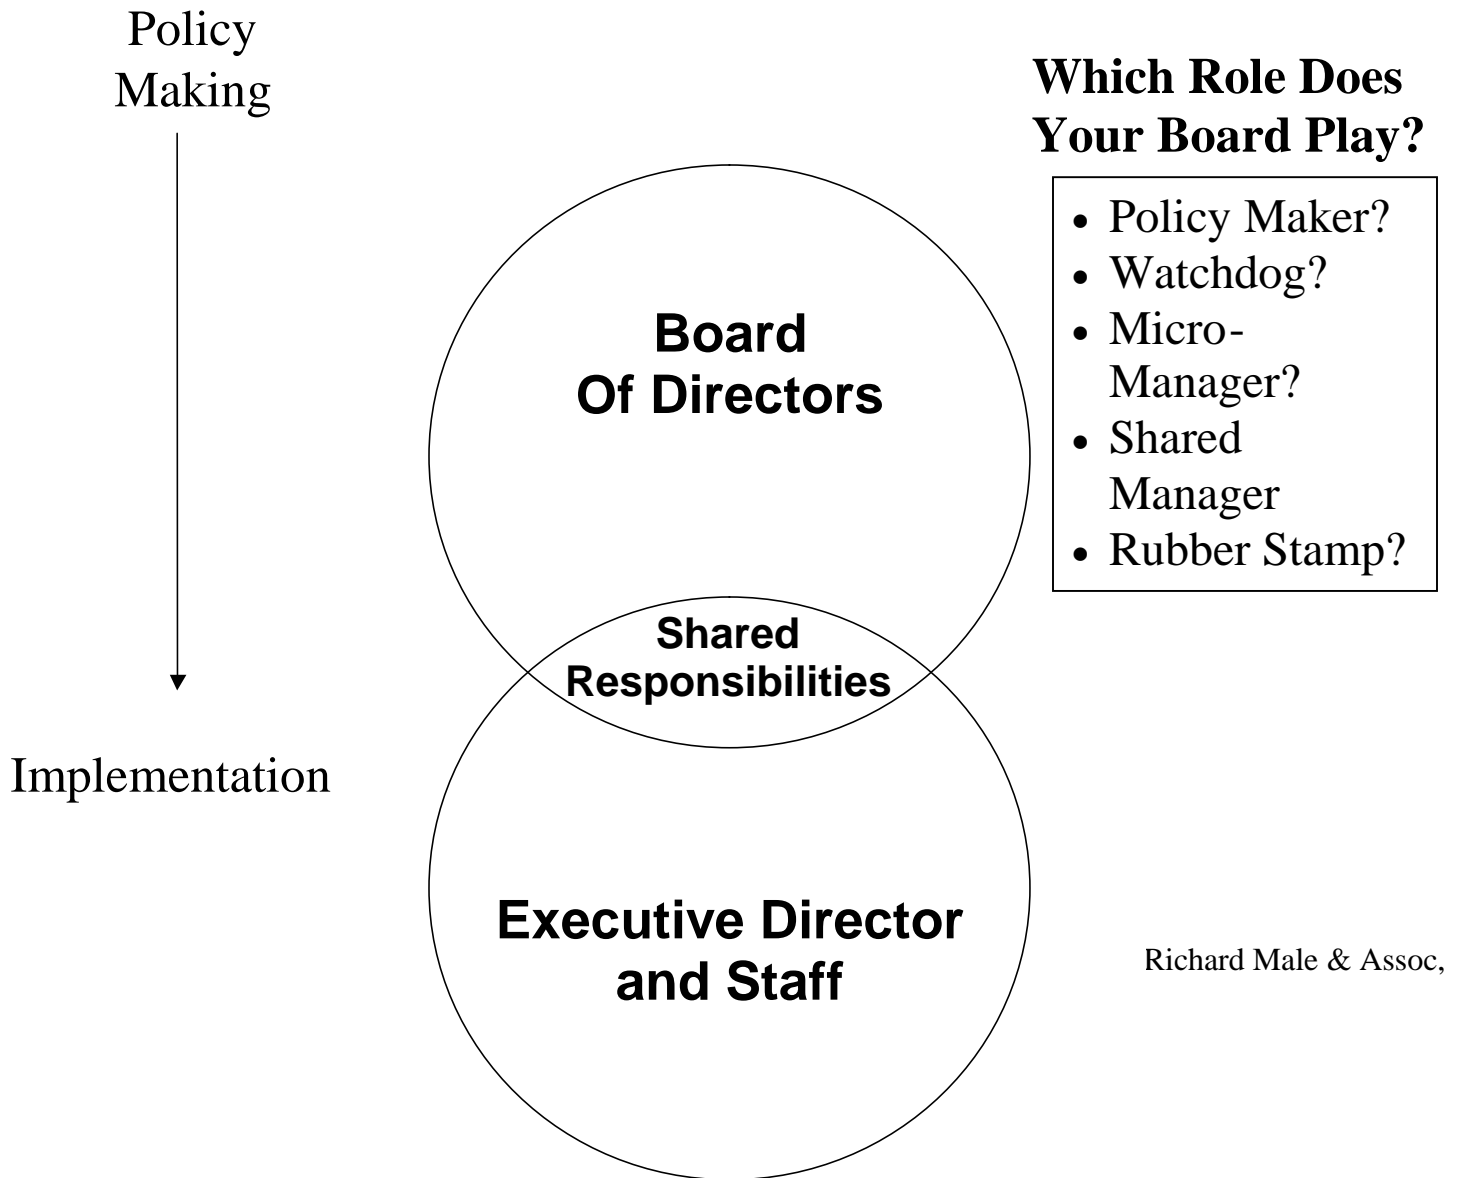 Policy
Making
Which Role Does
Your Board Play?
• Policy Maker?
• Watchdog?
• Micro-
Manager?
• Shared
Manager
• Rubber Stamp?
Board
Of Directors
Shared
Responsibilities
Implementation
Executive Director
and Staff
Richard Male & Assoc,